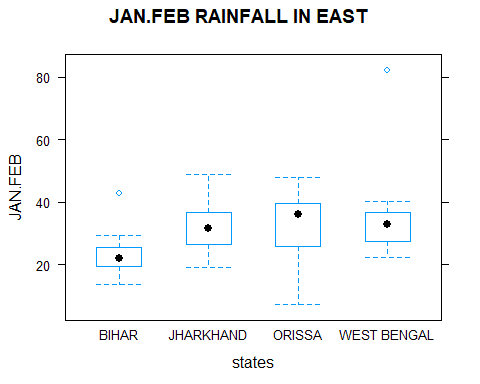 JAN.FEB RAINFALL IN EAST
JAN.FEB
80
60
40
20
BIHAR JHARKHAND ORISSA WEST BENGAL
states